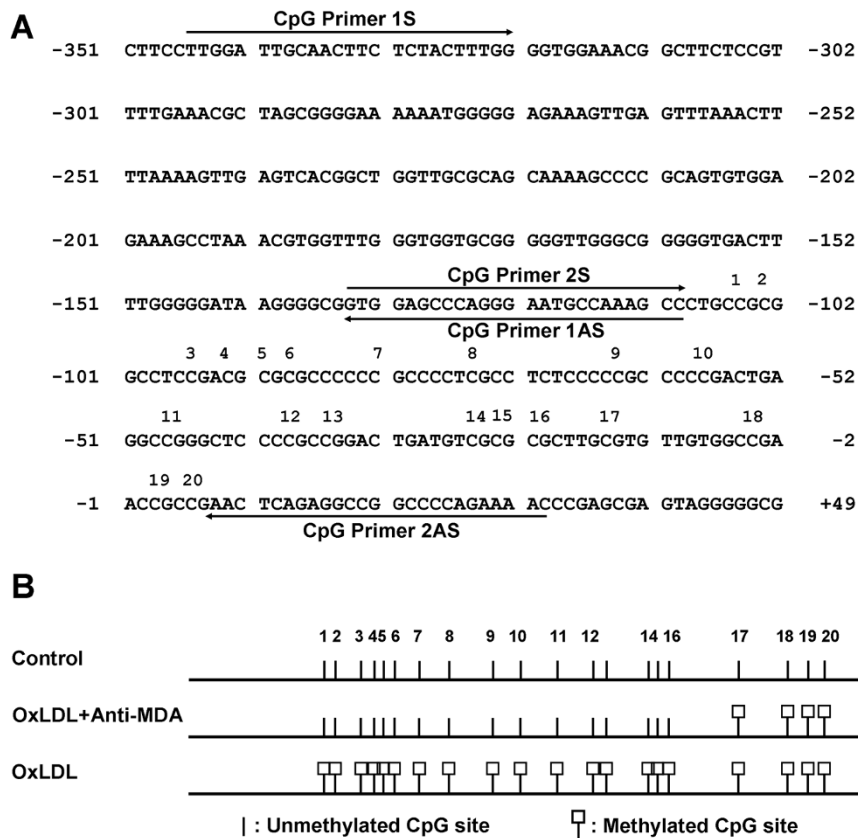 A
CpG Primer 1S
-351 CTTCCTTGGA TTGCAACTTC TCTACTTTGG GGTGGAAACG GCTTCTCCGT -302
-301 TTTGAAACGC TAGCGGGGAA AAAATGGGGG AGAAAGTTGA GTTTAAACTT -252
-251 TTAAAAGTTG AGTCACGGCT GGTTGCGCAG CAAAAGCCCC GCAGTGTGGA -202
-201 GAAAGCCTAA ACGTGGTTTG GGTGGTGCGG GGGTTGGGCG GGGGTGACTT -152
CpG Primer 2S 1 2
-151 TTGGGGGATAA GGGGCGGTGG GAGCCCAGGG AATGCCAAAGC CCTGCCGCG -102
CpG Primer 1AS
3 4 5 6 7 8 9 10
-101 GCCTCCGACG CGCGCCCCCC GCCCCTCGCC TCTCCCCCGC CCCCGACTGA -52
11 12 13 14 15 16 17 18
-51 GGCCGGGCTC CCCGCCGGAC TGATGTCGCG CGCTTGCGTG TTGTGGCCGA -2
19 20
-1 ACCGCCGAAC TCAGAGGCCG GCCCCAGAAA ACCCGAGCGA GTAGGGGGCG +49
CpG Primer 2AS
B
1 2 3 4 5 6 7 8 9 10 11 12 14 16 17 18 19 20
Control
OxLDL+Anti-MDA
OxLDL
| : Unmethylated CpG site : Methylated CpG site